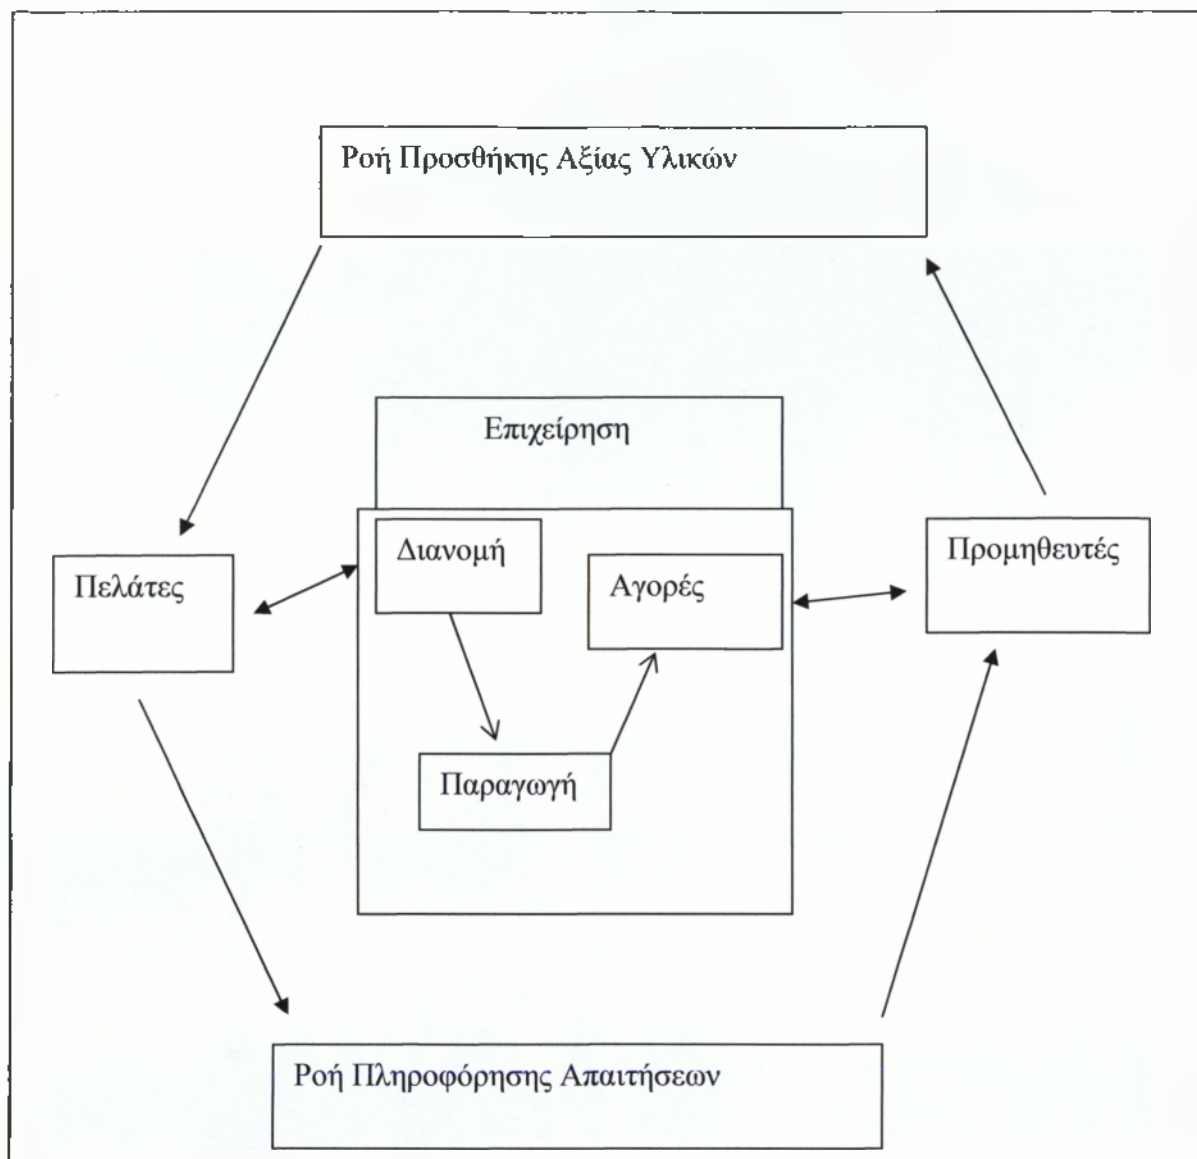 Ροή Προσθήκης Αξίας Υλικών
Επιχείρηση
Διανομή
Προμηθευτές
Πελάτες
Αγορές
Παραγωγή
Ροή Πληροφόρησης Απαιτήσεων